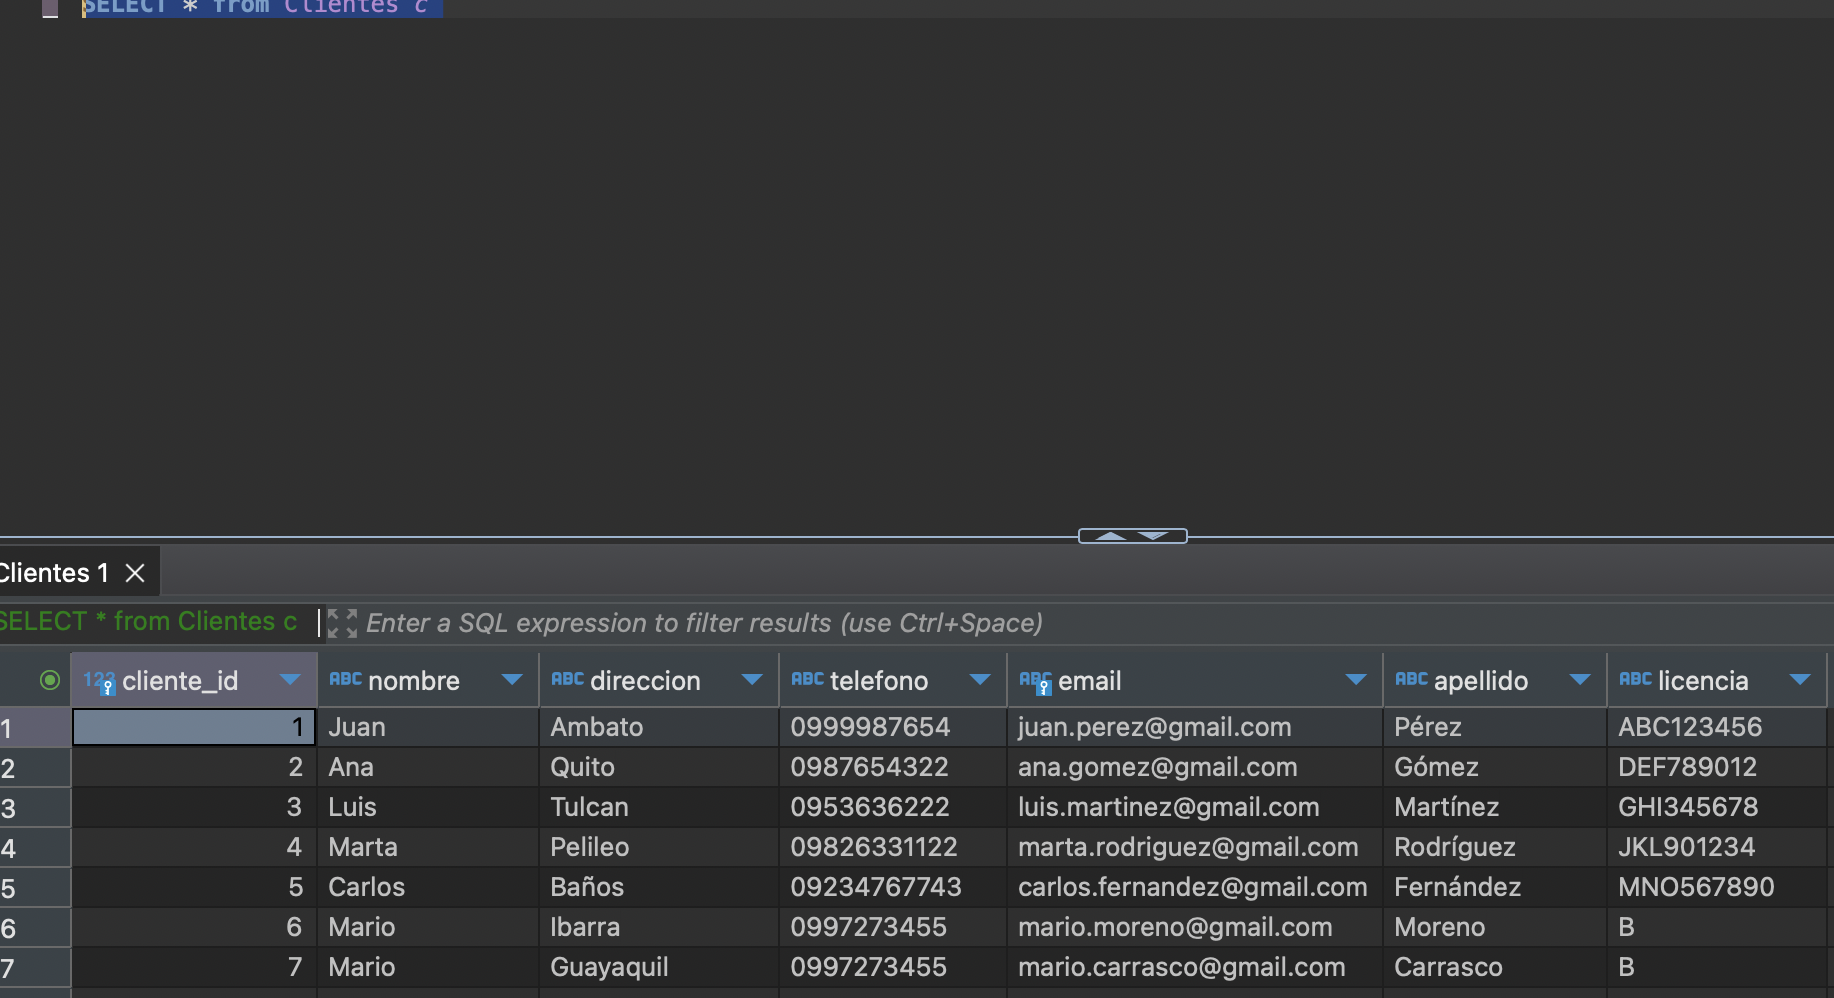 SELECT * from Clientes c
Clientes 1
SELECT * from Clientes c Enter a SQL expression to filter results (use Ctrl+Space)
123 cliente_id ABC nombre ABC direccion ABC telefono ABC email ABC apellido ABC licencia
1 1 Juan Ambato 0999987654 juan.perez@gmail.com Pérez ABC123456
2 2 Ana Quito 0987654322 ana.gomez@gmail.com Gómez DEF789012
3 3 Luis Tulcan 0953636222 luis.martinez@gmail.com Martínez GHI345678
4 4 Marta Pelileo 09826331122 marta.rodriguez@gmail.com Rodríguez JKL901234
5 5 Carlos Baños 09234767743 carlos.fernandez@gmail.com Fernández MNO567890
6 6 Mario Ibarra 0997273455 mario.moreno@gmail.com Moreno B
7 7 Mario Guayaquil 0997273455 mario.carrasco@gmail.com Carrasco B